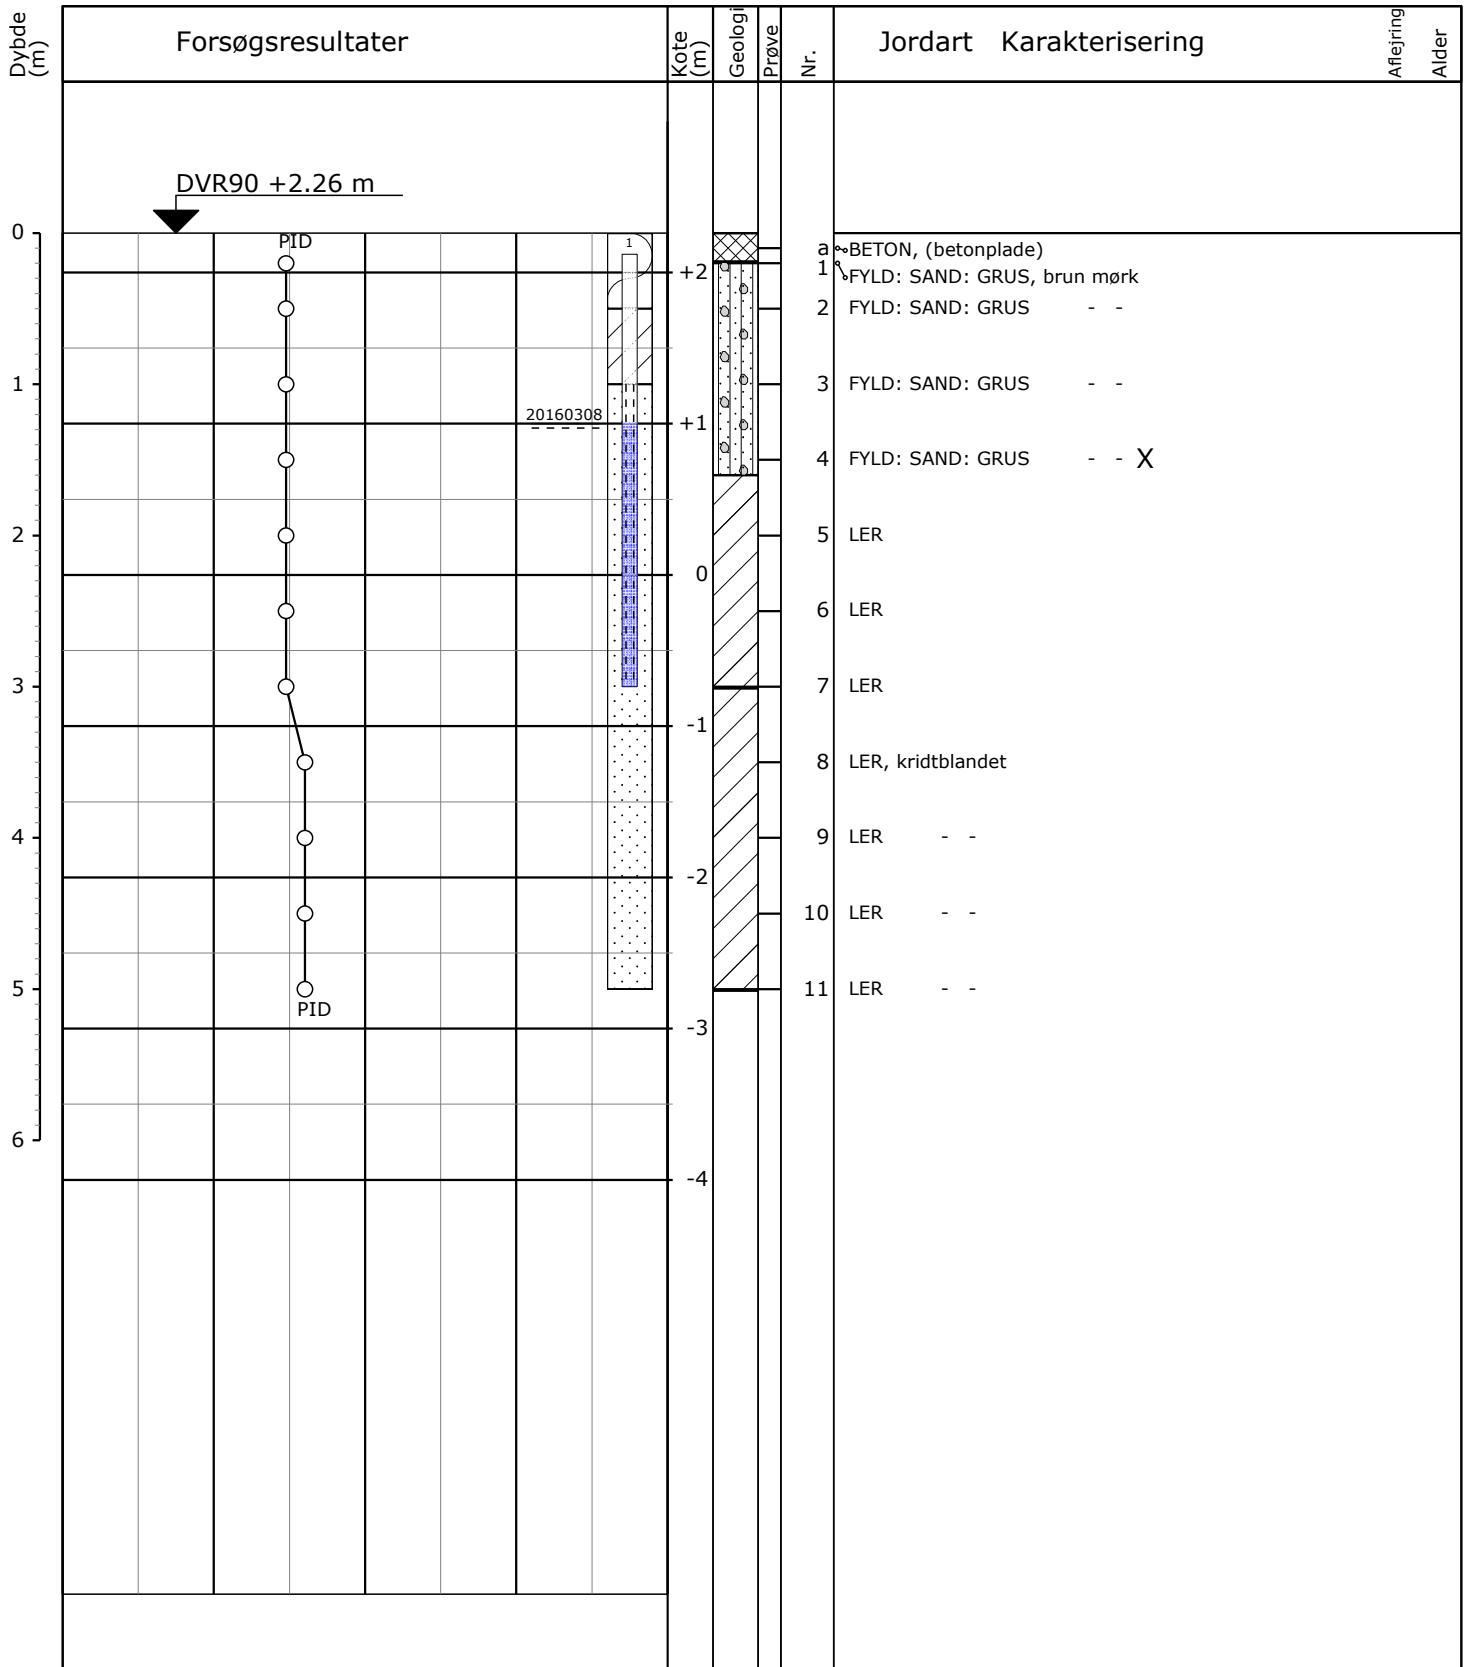 Dybde (m)
Forsøgsresultater
Kote (m)
Geologi
Prøve
Nr.
Jordart Karakterisering
Aflejring
Alder
DVR90 +2.26 m
0
PID
1
a BETON, (betonplade)
+2
1 FYLD: SAND: GRUS, brun mørk
2 FYLD: SAND: GRUS - -
1
3 FYLD: SAND: GRUS - -
20160308
+1
4 FYLD: SAND: GRUS - - X
2
5 LER
0
6 LER
3
7 LER
-1
8 LER, kridtblandet
4
9 LER - -
-2
10 LER - -
5
11 LER - -
PID
-3
6
-4